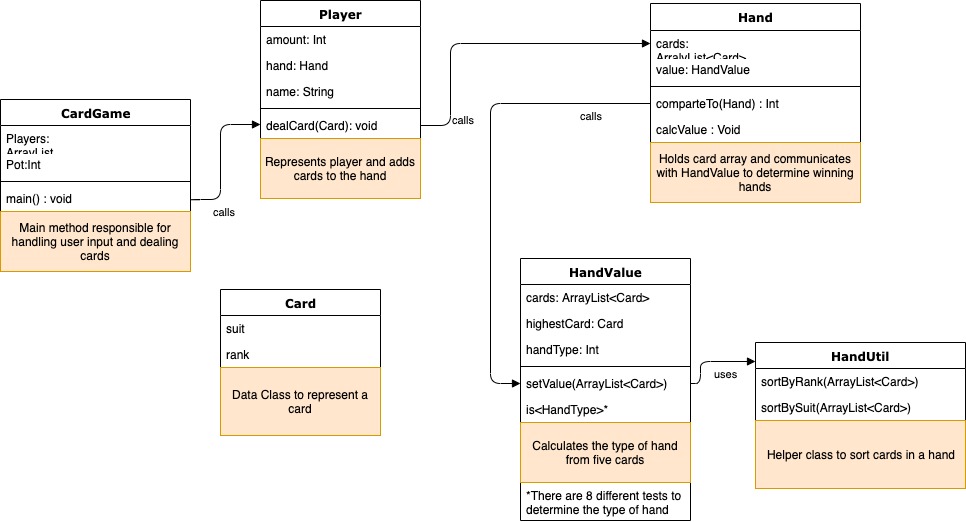 Player
amount: Int
hand: Hand
name: String
dealCard(Card): void
Represents player and adds
cards to the hand
Hand
cards:
ArralyList<Card>
value: HandValue
comparteTo(Hand) : Int
calcValue : Void
Holds card array and communicates
with HandValue to determine winning
hands
CardGame
Players:
ArrayList
Pot:Int
main() : void
Main method responsible for
handling user input and dealing
cards
calls
calls
calls
Card
suit
rank
Data Class to represent a
card
HandValue
cards: ArrayList<Card>
highestCard: Card
handType: Int
setValue(ArrayList<Card>)
is<HandType>*
Calculates the type of hand
from five cards
*There are 8 different tests to
determine the type of hand
uses
HandUtil
sortByRank(ArrayList<Card>)
sortBySuit(ArrayList<Card>)
Helper class to sort cards in a hand